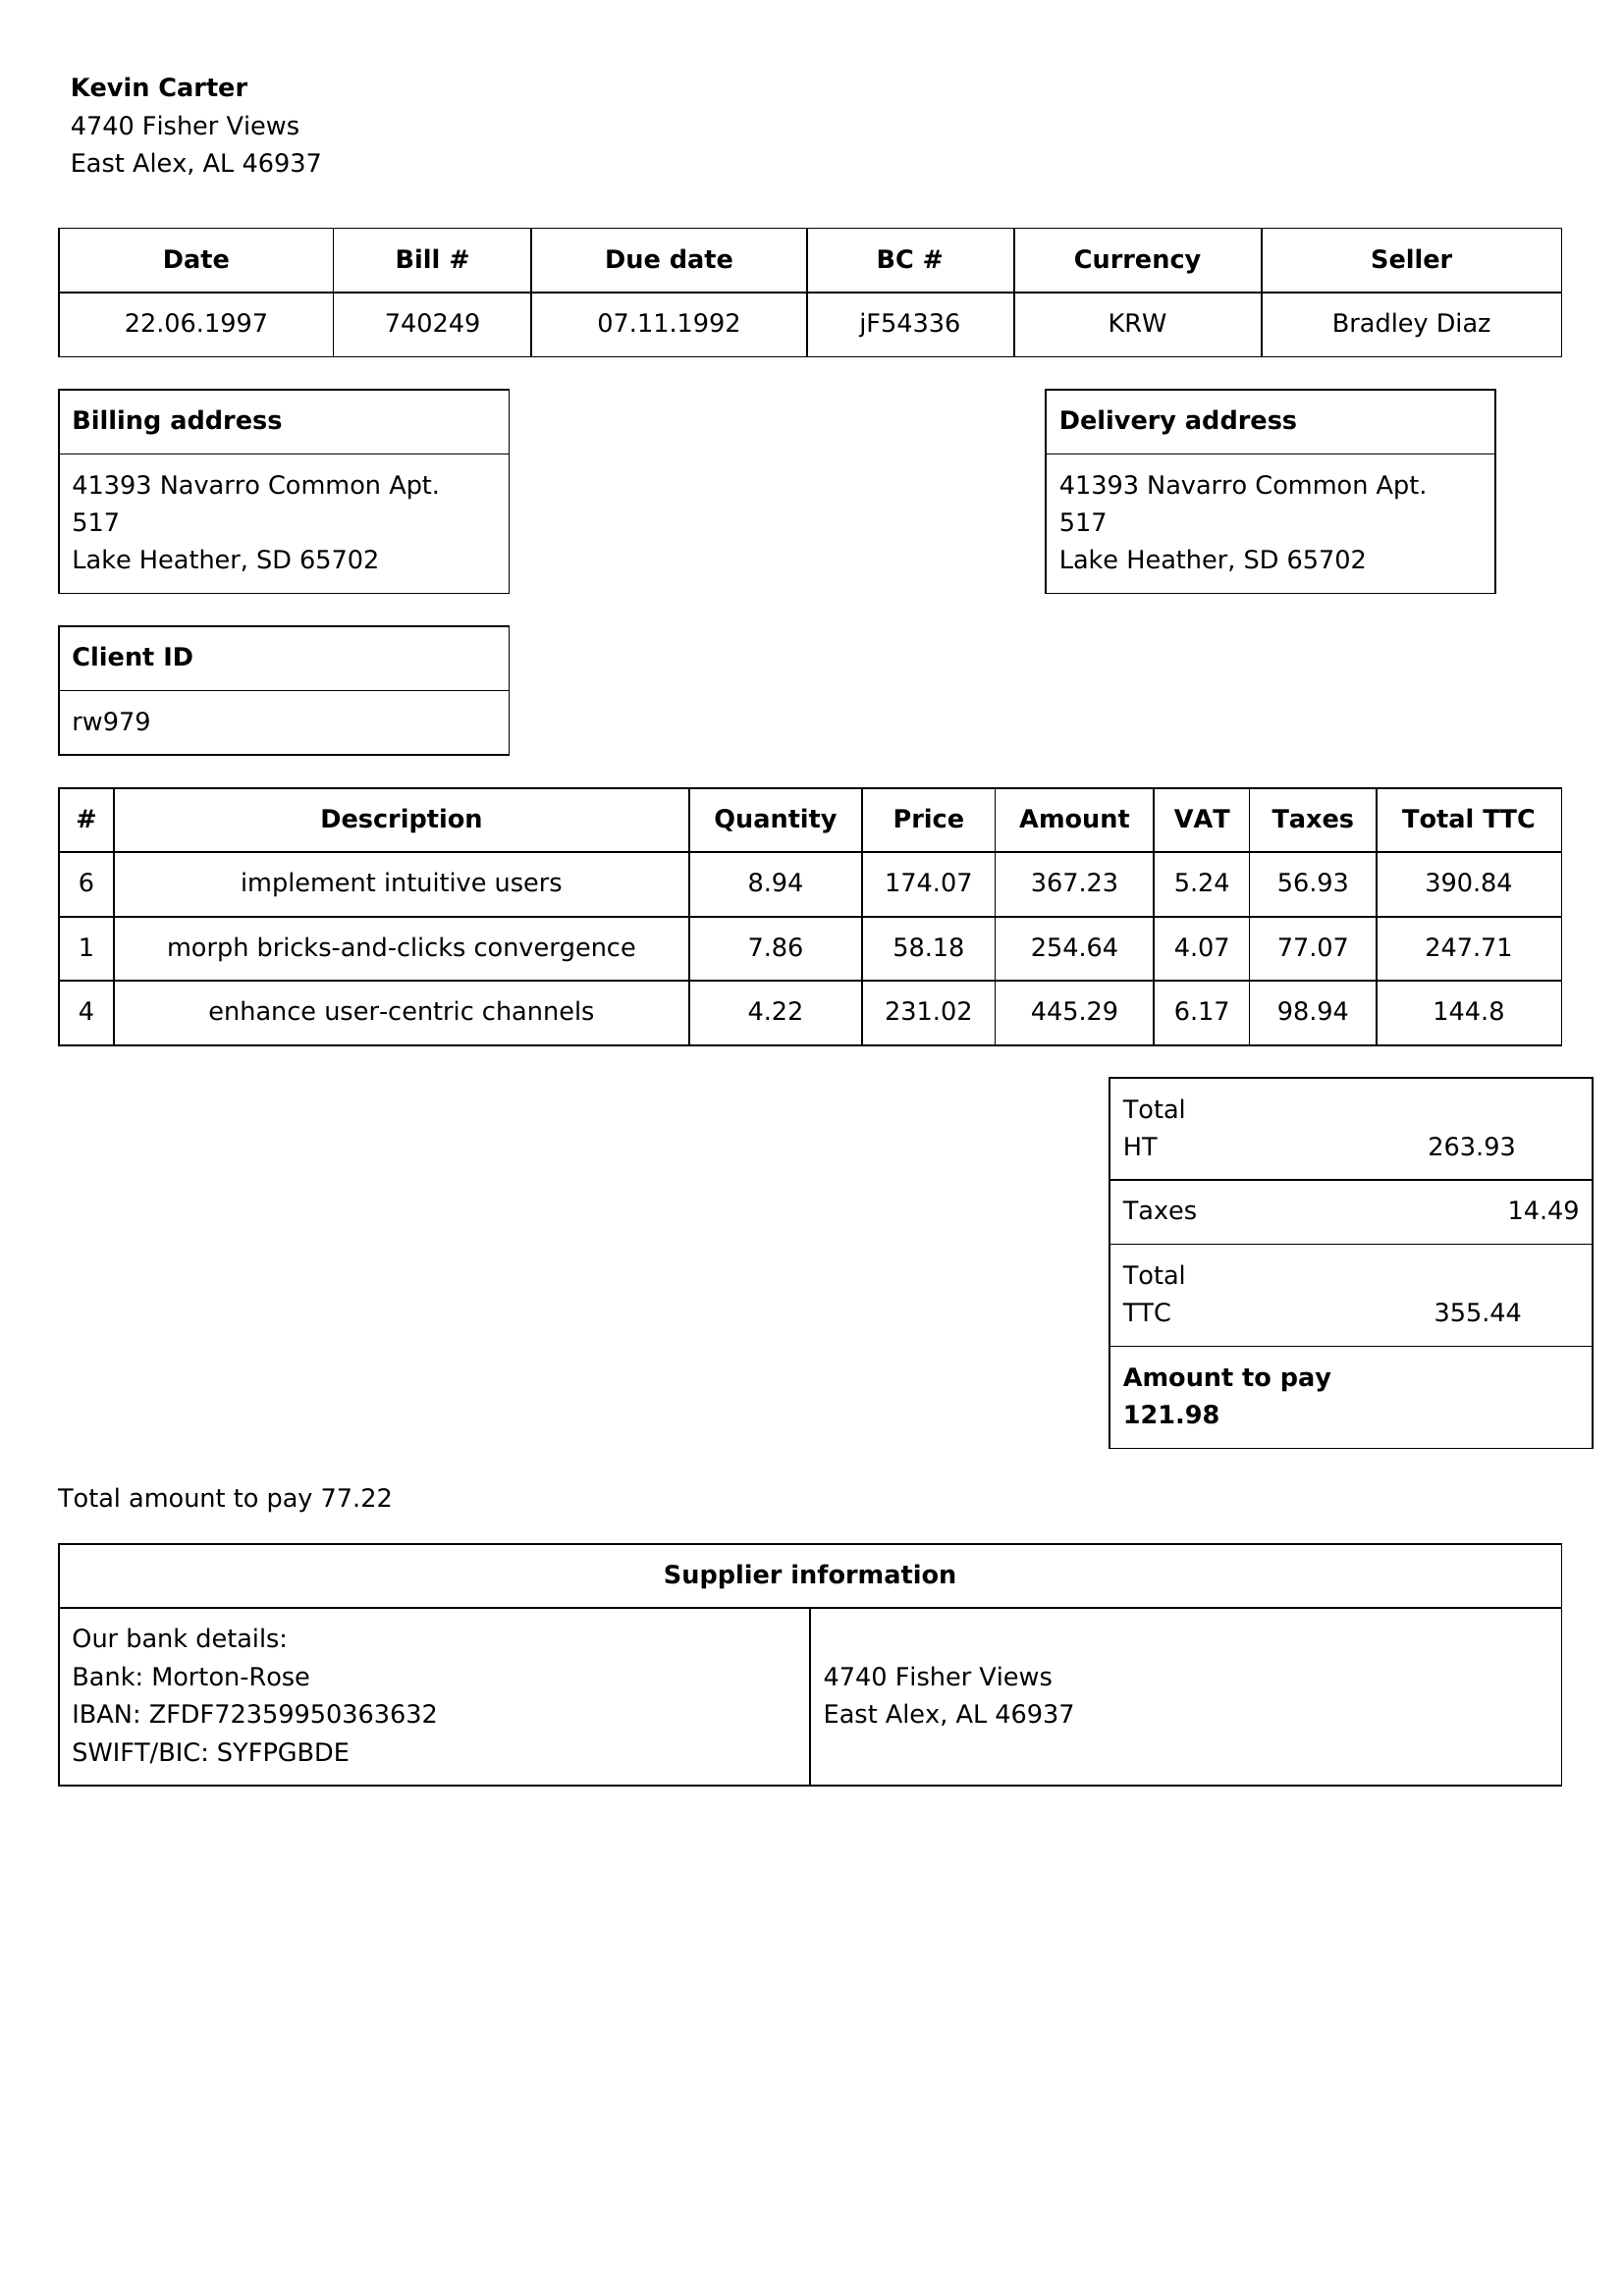 Kevin Carter
4740 Fisher Views
East Alex, AL 46937
Date Bill # Due date BC # Currency Seller
22.06.1997 740249 07.11.1992 jF54336 KRW Bradley Diaz
Billing address
41393 Navarro Common Apt.
517
Lake Heather, SD 65702
Delivery address
41393 Navarro Common Apt.
517
Lake Heather, SD 65702
Client ID
rw979
# Description Quantity Price Amount VAT Taxes Total TTC
6 implement intuitive users 8.94 174.07 367.23 5.24 56.93 390.84
1 morph bricks-and-clicks convergence 7.86 58.18 254.64 4.07 77.07 247.71
4 enhance user-centric channels 4.22 231.02 445.29 6.17 98.94 144.8
Total
HT 263.93
Taxes 14.49
Total
TTC 355.44
Amount to pay
121.98
Total amount to pay 77.22
Supplier information
Our bank details:
Bank: Morton-Rose
IBAN: ZFDF72359950363632
SWIFT/BIC: SYFPGBDE
4740 Fisher Views
East Alex, AL 46937